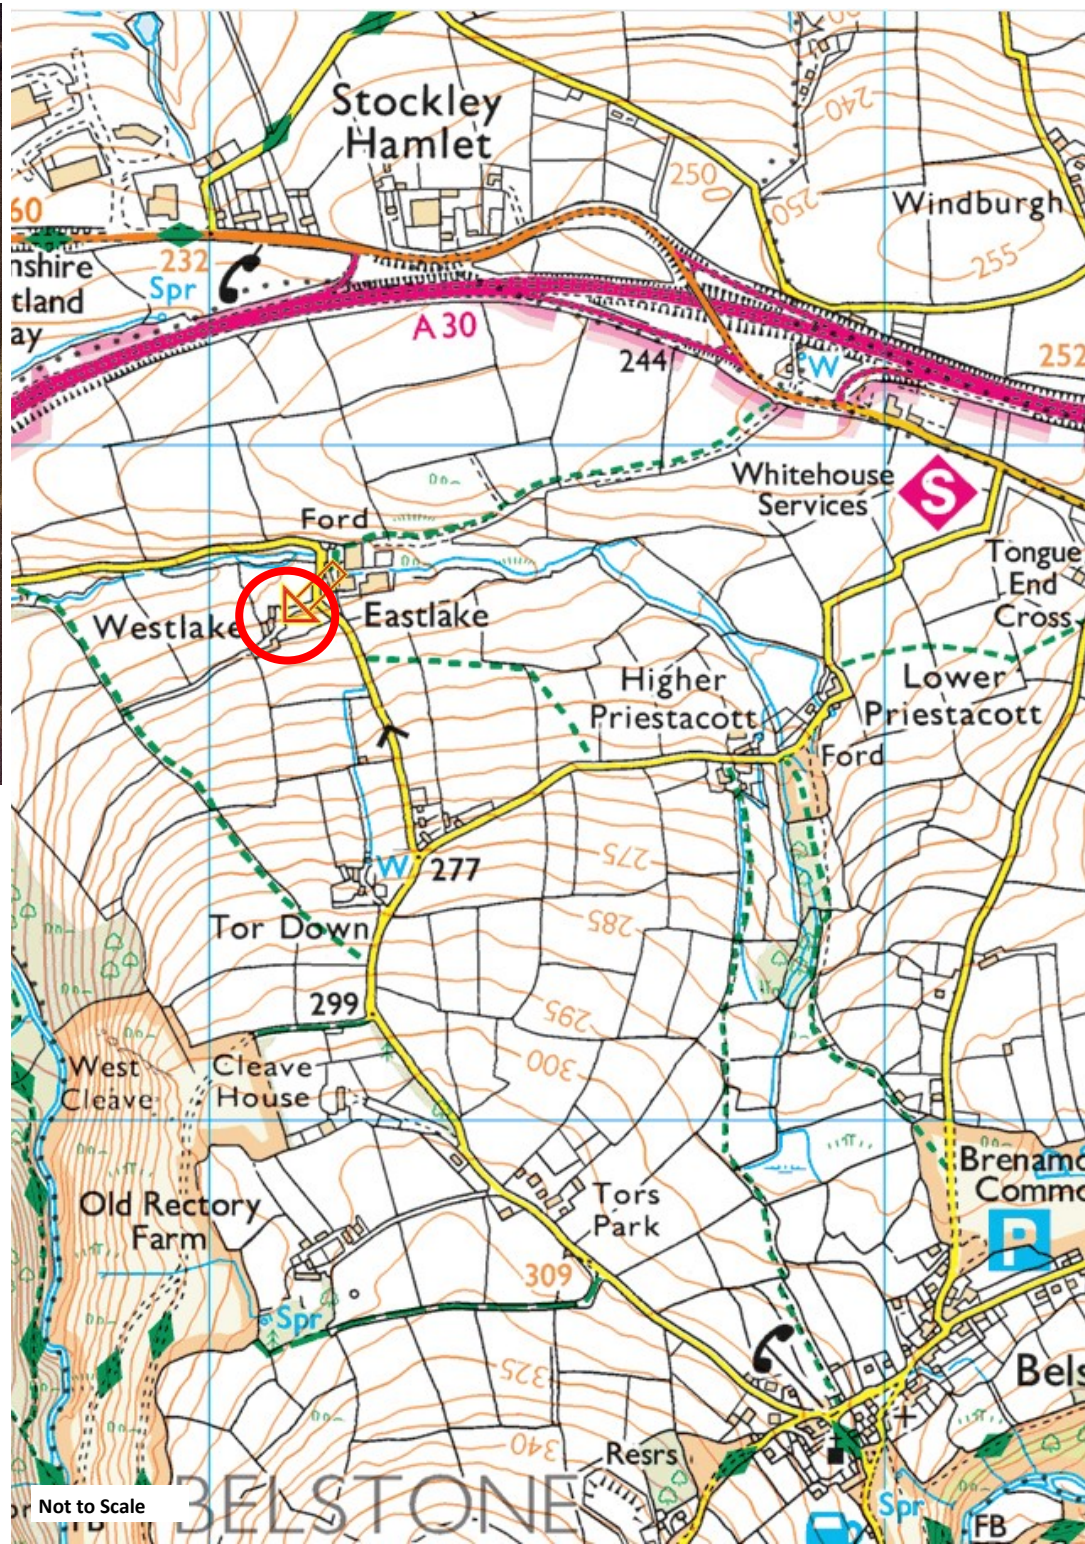 Stockley
Hamlet
240
250
250
Windburgh
255
60
232
nshire
tland
ay
Spr
A 30
244
W
252
Whitehouse
Services
S
Ford
Tongue
End
Cross
Westlake
Eastlake
Higher
Priestacott
Lower
Priestacott
Ford
W
277
275
285
Tor Down
299
295
300
West
Cleave
Cleave
House
Brenamo
Commo
P
Old Rectory
Farm
Tors
Park
309
Spr
325
Bels
340
Resrs
BELSTONE
Not to Scale
Spr
FB
FB